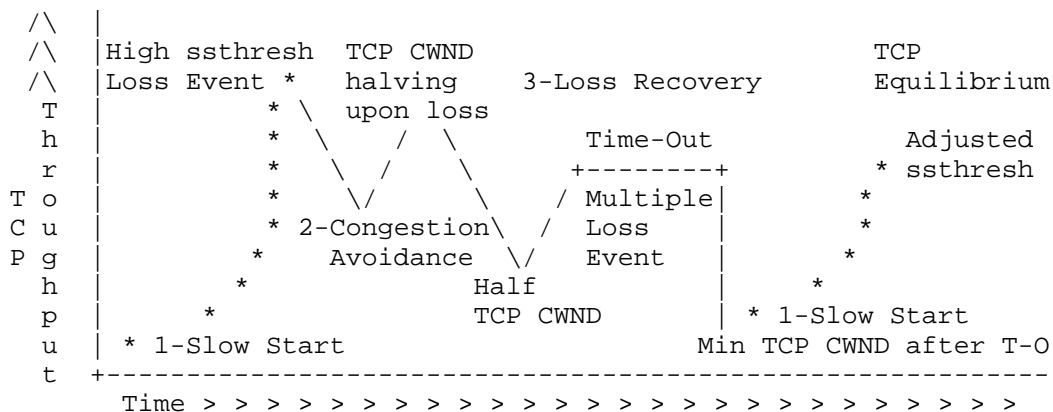 /\ |
/\ |High ssthresh TCP CWND TCP
/\ |Loss Event * halving 3-Loss Recovery Equilibrium
T | * \ upon loss
h | * \ / \ Time-Out Adjusted
r | * \ / \ +--------+ * ssthresh
T o | * \/ \ / Multiple| *
C u | * 2-Congestion\ / Loss | *
P g | * Avoidance \/ Event | *
h | * Half | *
p | * TCP CWND | * 1-Slow Start
u | * 1-Slow Start Min TCP CWND after T-O
t +-----------------------------------------------------------
Time > > > > > > > > > > > > > > > > > > > > > > > > > >